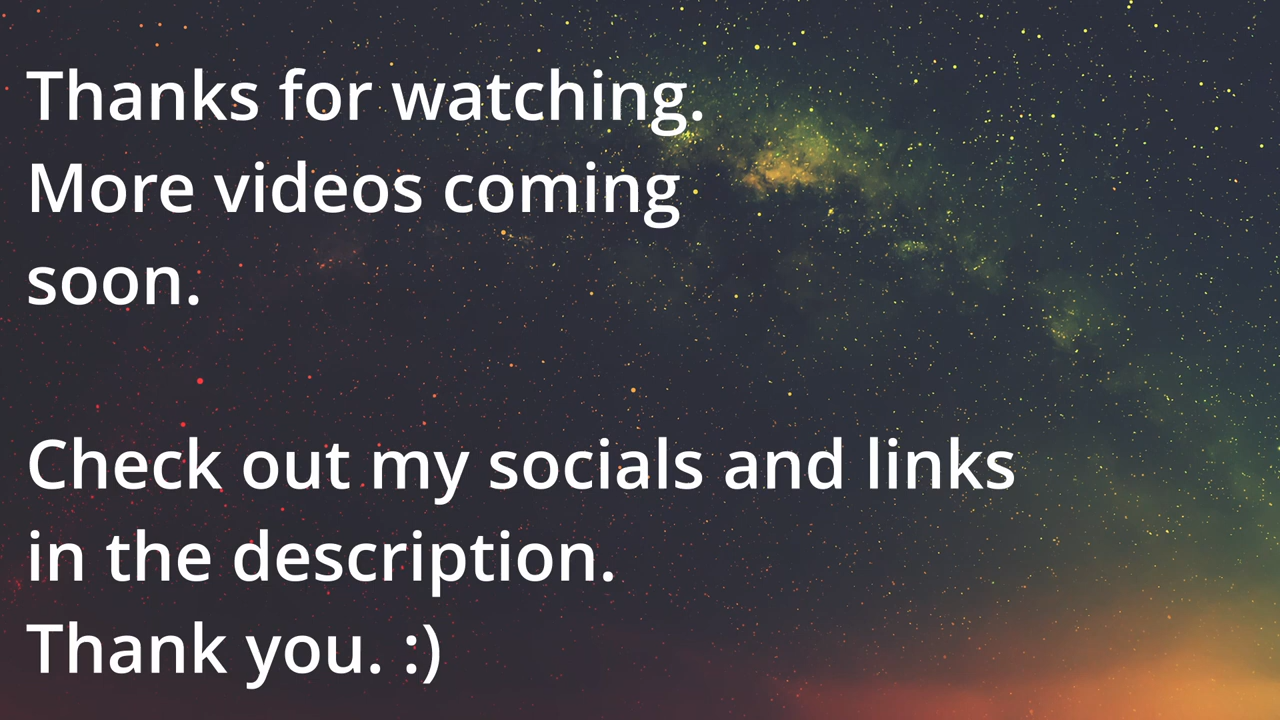 Thanks for watching.
More videos coming
soon.
Check out my socials and links
in the description.
Thank you. :)